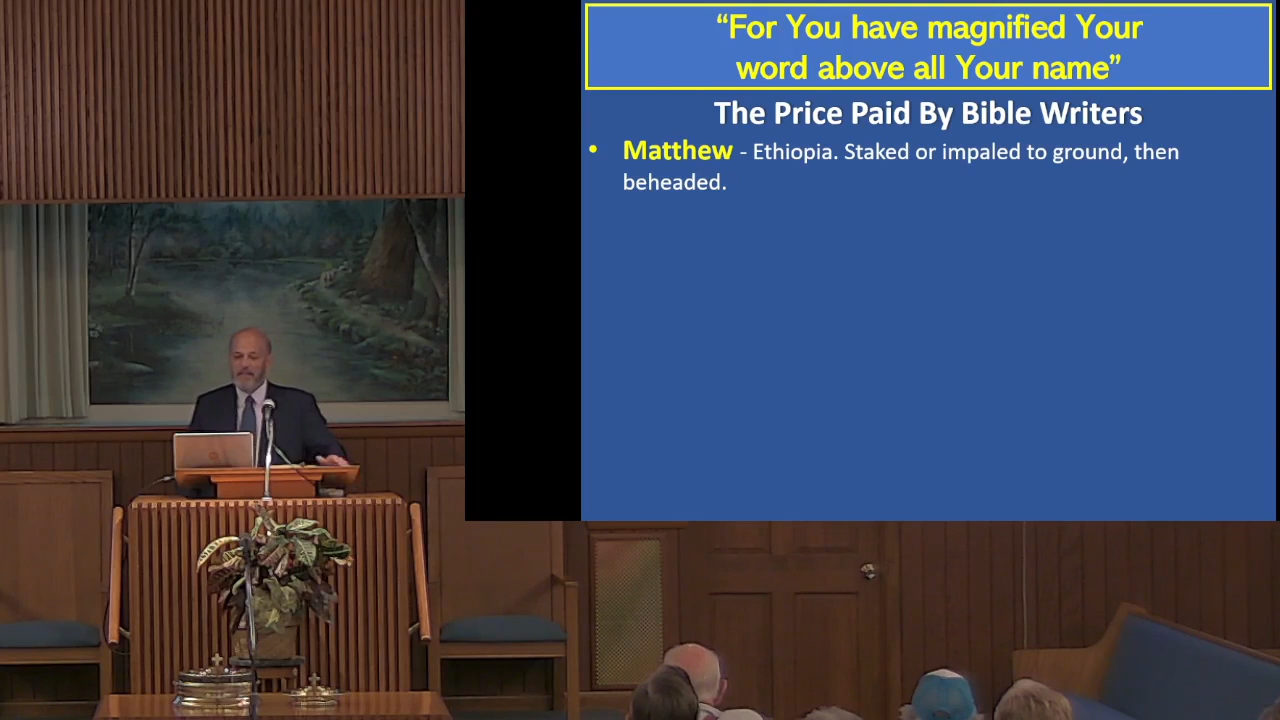 “For You have magnified Your
word above all Your name”
The Price Paid By Bible Writers
• Matthew - Ethiopia. Staked or impaled to ground, then
beheaded.